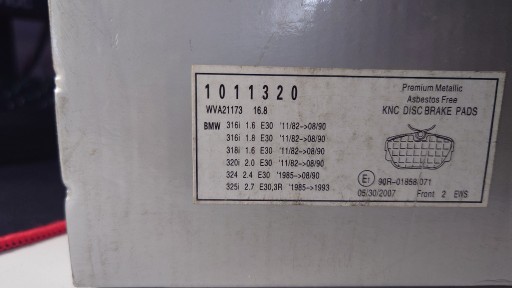 1011320
WVA21173 16.8
BMW 316i 1.6 E30 '11/82->08/90
316i 1.8 E30 '11/82->08/90
318i 1.6 E30 '11/82->08/90
320i 2.0 E30 '11/82->08/90
324 2.4 E30 '1985->08/90
325i 2.7 E30,3R '1985->1993
Premium Metallic
Asbestos Free
KNC DISC BRAKE PADS
E1 90R-01858/071
05/30/2007 Front 2 EWS